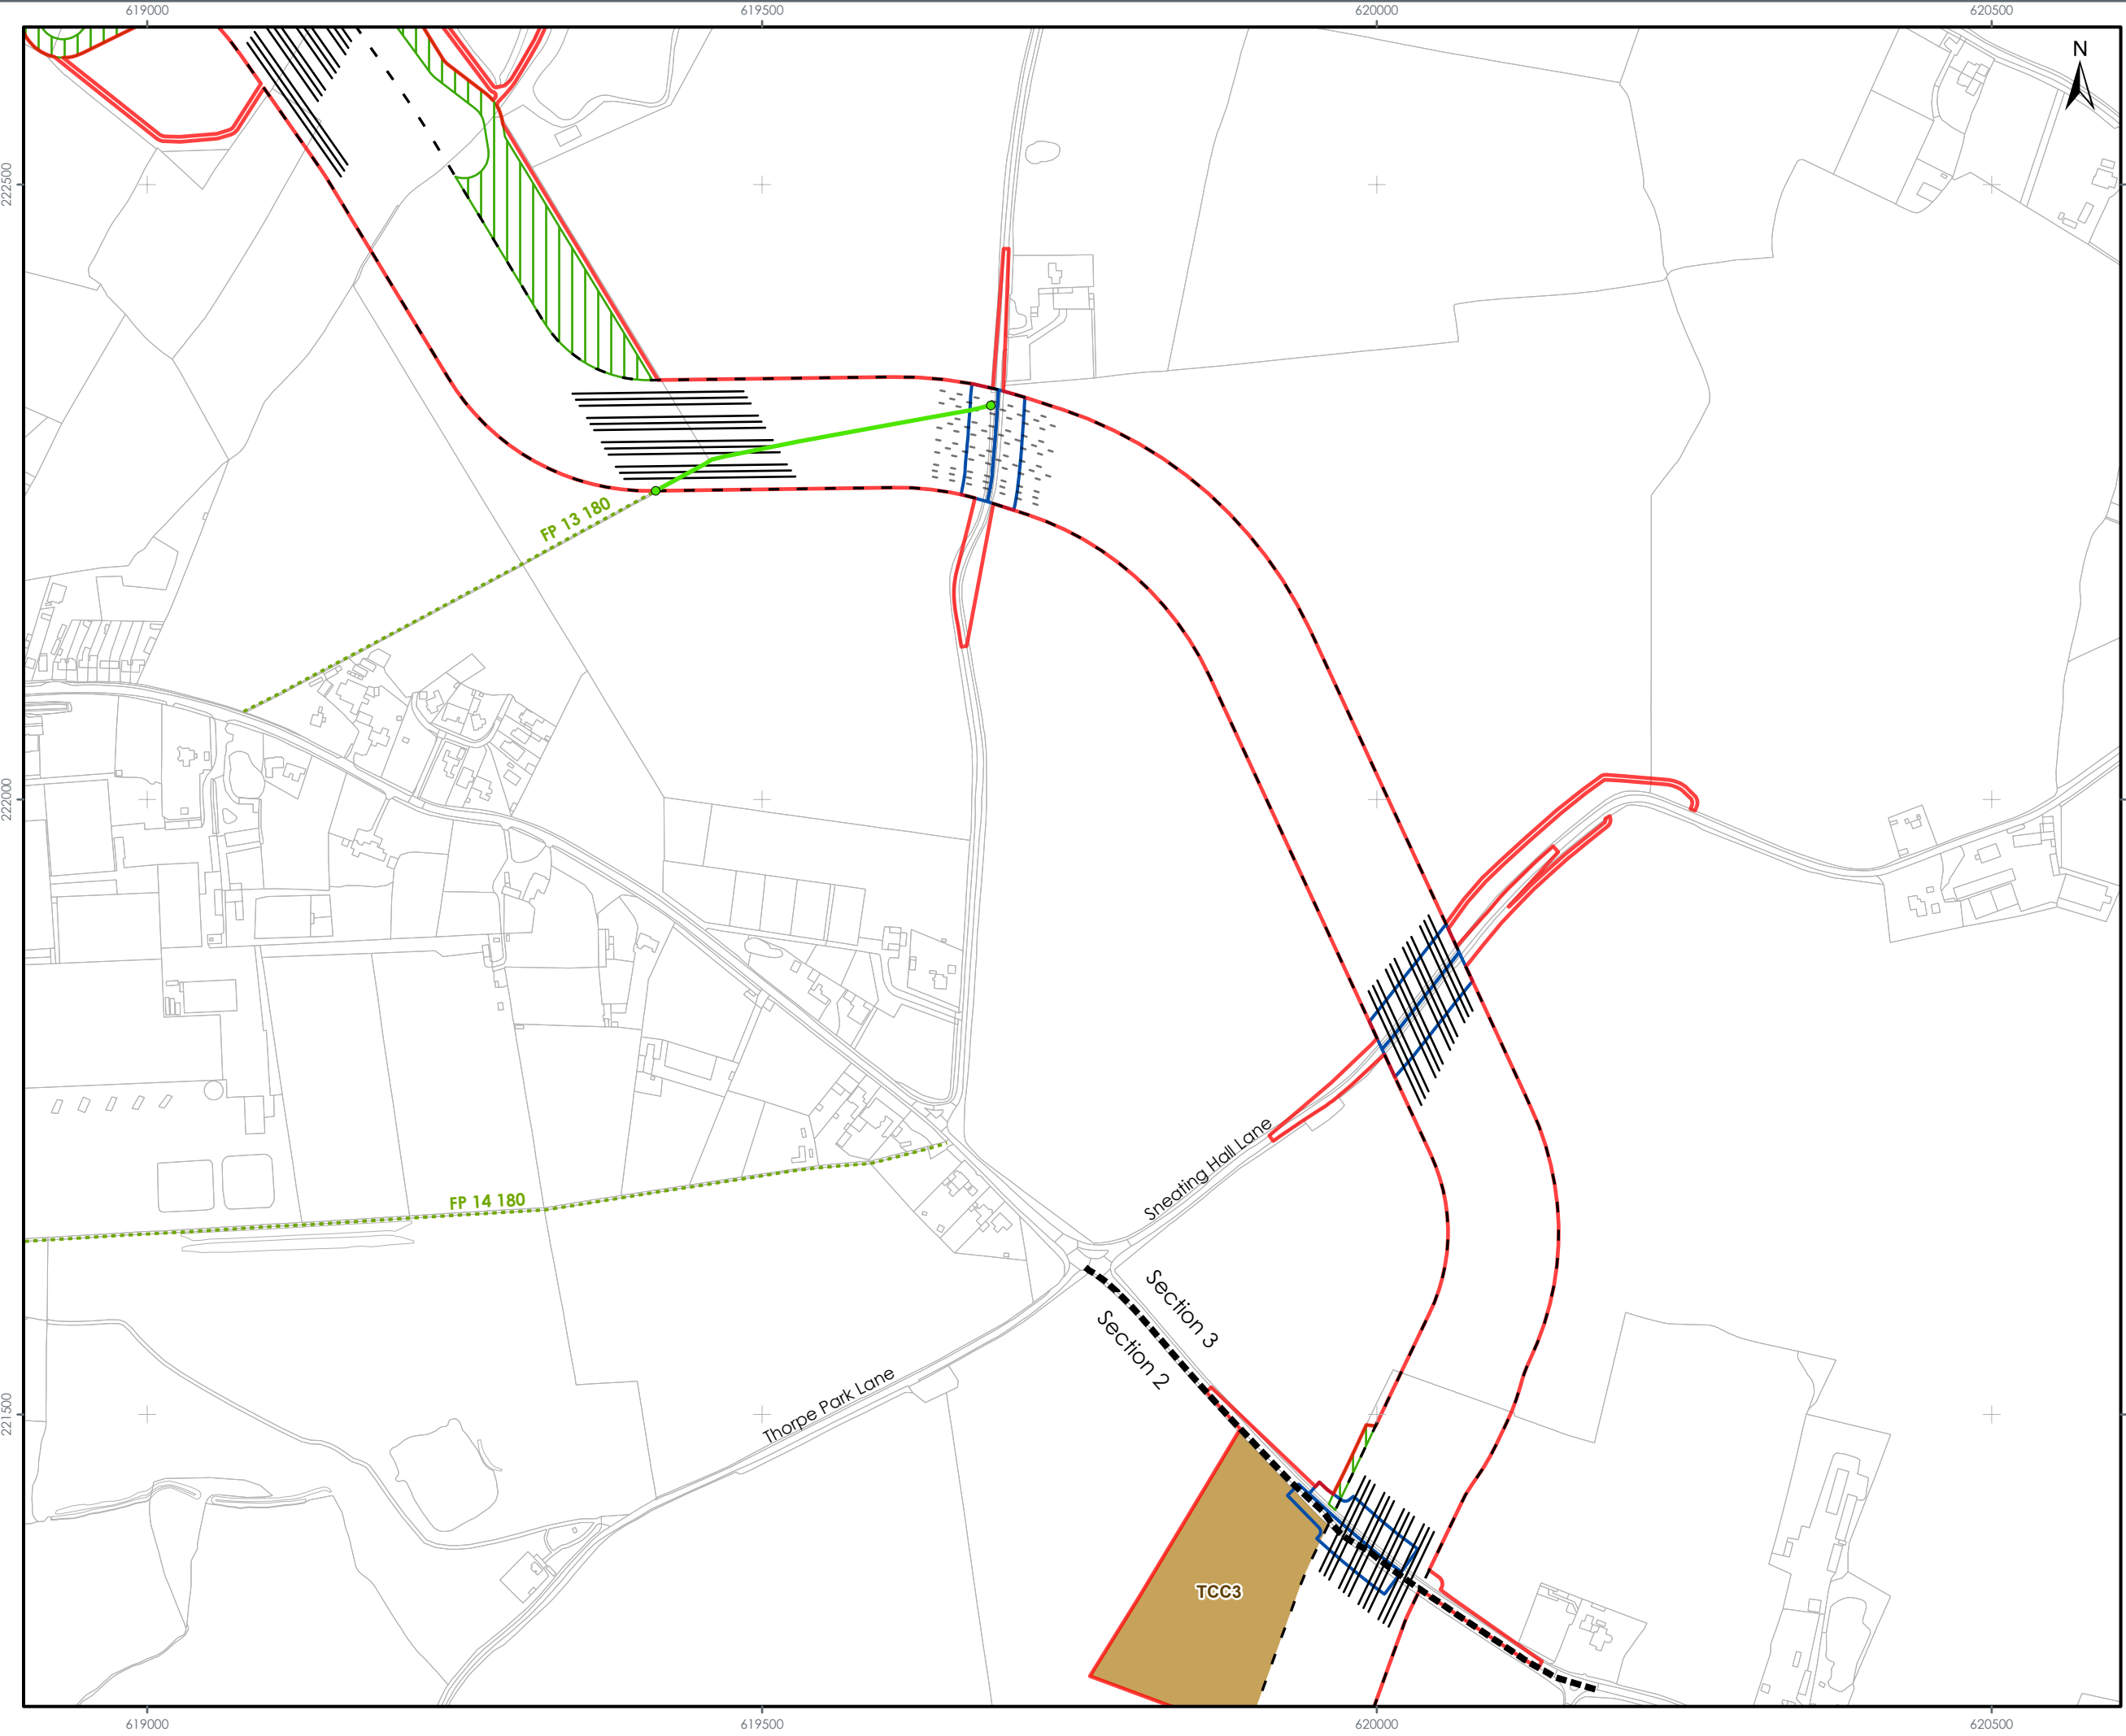 619000 619500 620000 620500
N
222500
FP 13 180
222000
Sneating Hall Lane
FP 14 180
Section 3
Section 2
Thorpe Park Lane
221500
TCC3
619000 619500 620000 620500